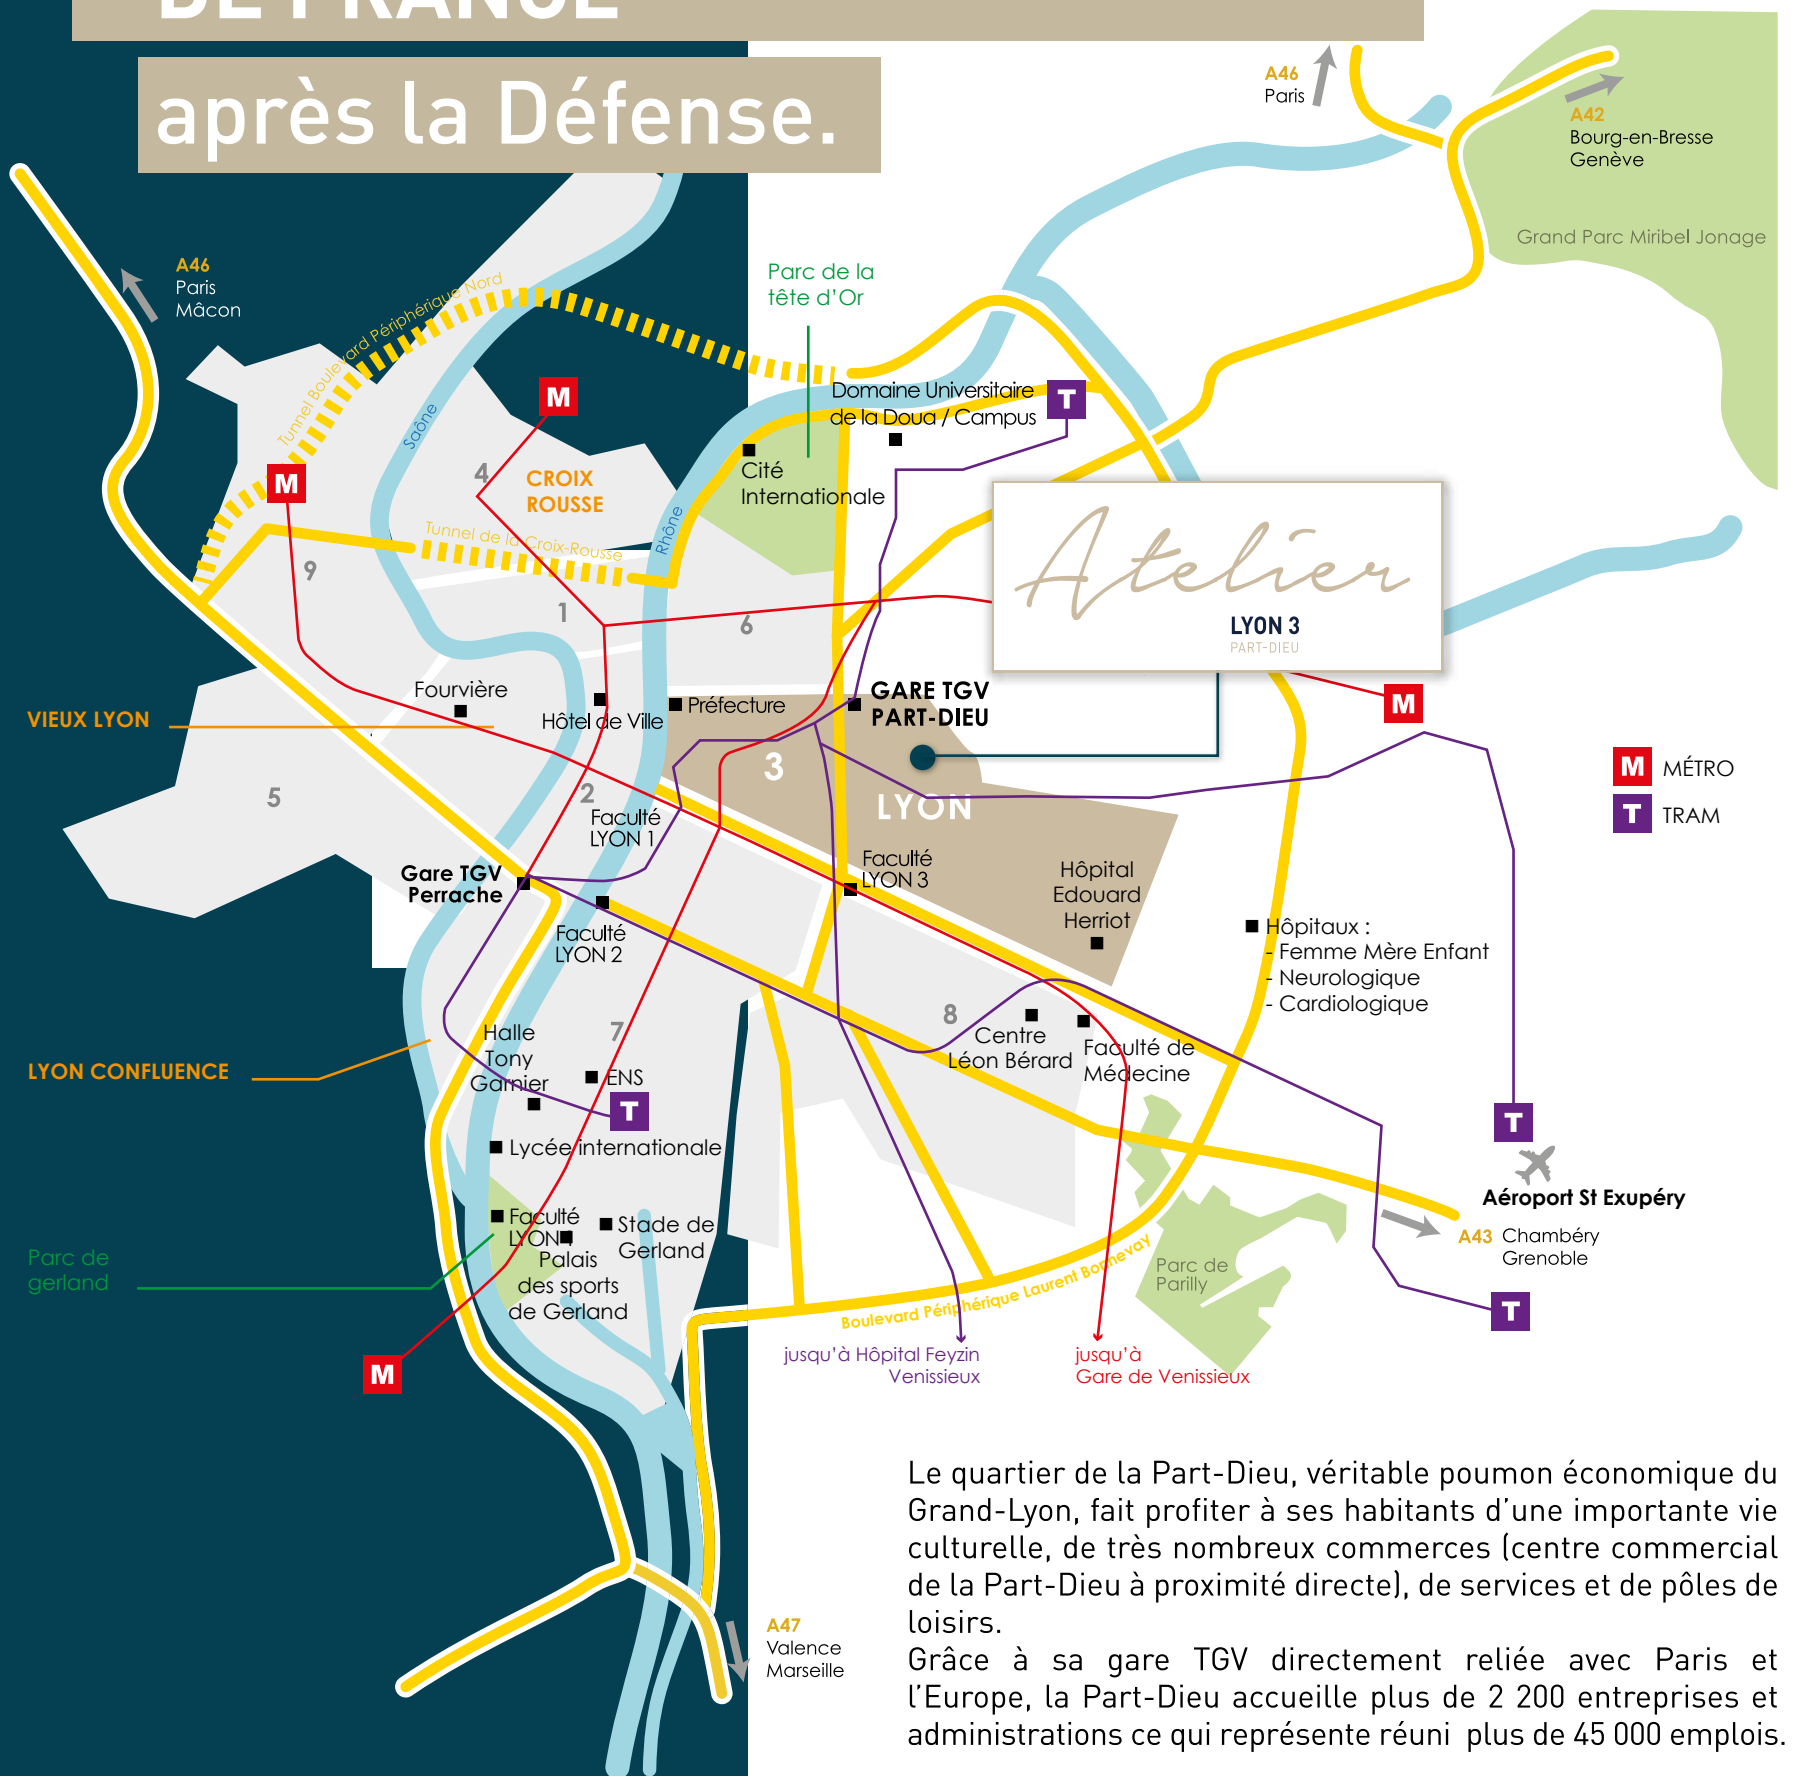 DE FRANCE
après la Défense.
A46
Paris
A42
Bourg-en-Bresse
Genève
Grand Parc Miribel Jonage
A46
Paris
Mâcon
Tunnel Boulevard Périphérique Nord
Parc de la
tête d'Or
Saône
M
Domaine Universitaire
de la Doua / Campus
T
M
4
CROIX
ROUSSE
Cité
Internationale
Rhône
Tunnel de la Croix-Rousse
9
1
6
Atelier
LYON 3
PART-DIEU
Fourvière
Hôtel de Ville
Préfecture
GARE TGV
PART-DIEU
M
VIEUX LYON
3
LYON
5
2
M MÉTRO
T TRAM
Faculté
LYON 1
Gare TGV
Perrache
Faculté
LYON 3
Hôpital
Edouard
Herriot
Faculté
LYON 2
Hôpitaux :
- Femme Mère Enfant
- Neurologique
- Cardiologique
8
7
Halle
Tony
Garnier
Centre
Léon Bérard
Faculté de
Médecine
LYON CONFLUENCE
ENS
T
T
Lycée internationale
Aéroport St Exupéry
Faculté
LYON 1
Stade de
Gerland
A43 Chambéry
Grenoble
Parc de
gerland
Palais
des sports
de Gerland
Parc de
Parilly
Boulevard Périphérique Laurent Bonnevay
T
jusqu'à Hôpital Feyzin
Venissieux
jusqu'à
Gare de Venissieux
M
Le quartier de la Part-Dieu, véritable poumon économique du
Grand-Lyon, fait profiter à ses habitants d'une importante vie
culturelle, de très nombreux commerces (centre commercial
de la Part-Dieu à proximité directe), de services et de pôles de
loisirs.
Grâce à sa gare TGV directement reliée avec Paris et
l'Europe, la Part-Dieu accueille plus de 2 200 entreprises et
administrations ce qui représente réuni plus de 45 000 emplois.
A47
Valence
Marseille